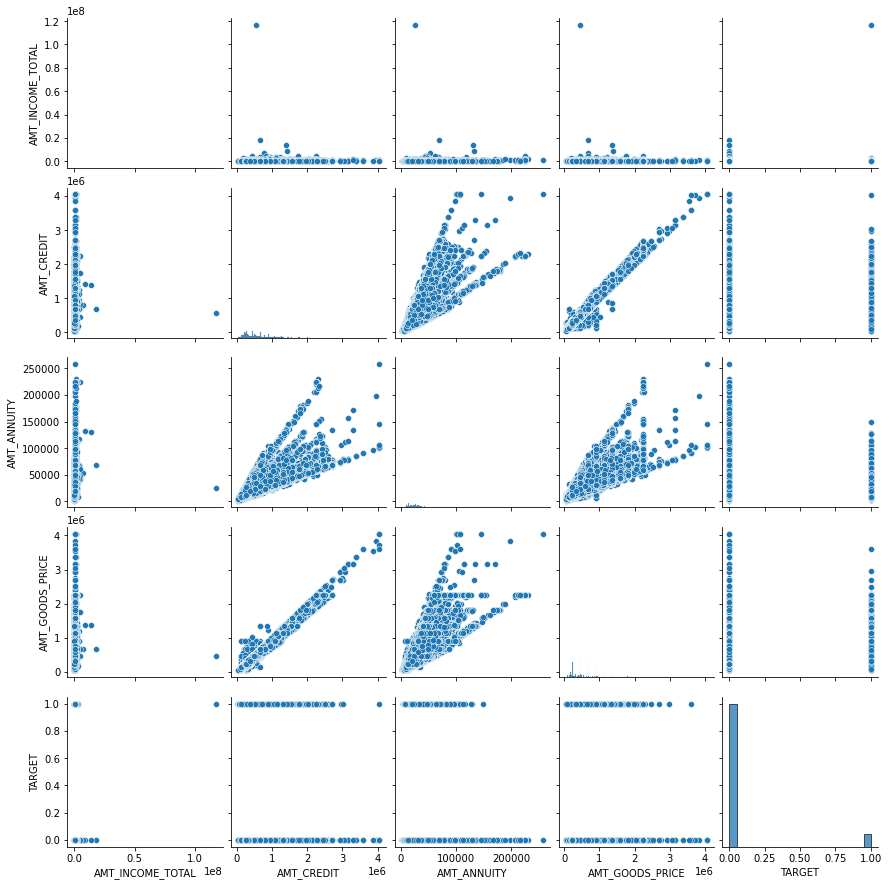 1e8
1.2
1.0
0.8
0.6
0.4
0.2
0.0
AMT_INCOME_TOTAL
1e6
4
3
2
1
0
AMT_CREDIT
250000
200000
150000
100000
50000
0
AMT_ANNUITY
1e6
4
3
2
1
0
AMT_GOODS_PRICE
1.0
0.8
0.6
0.4
0.2
0.0
TARGET
0.0 0.5 1.0 1e8
AMT_INCOME_TOTAL
0 1 2 3 4 1e6
AMT_CREDIT
0 100000 200000
AMT_ANNUITY
0 1 2 3 4 1e6
AMT_GOODS_PRICE
0.00 0.25 0.50 0.75 1.00
TARGET